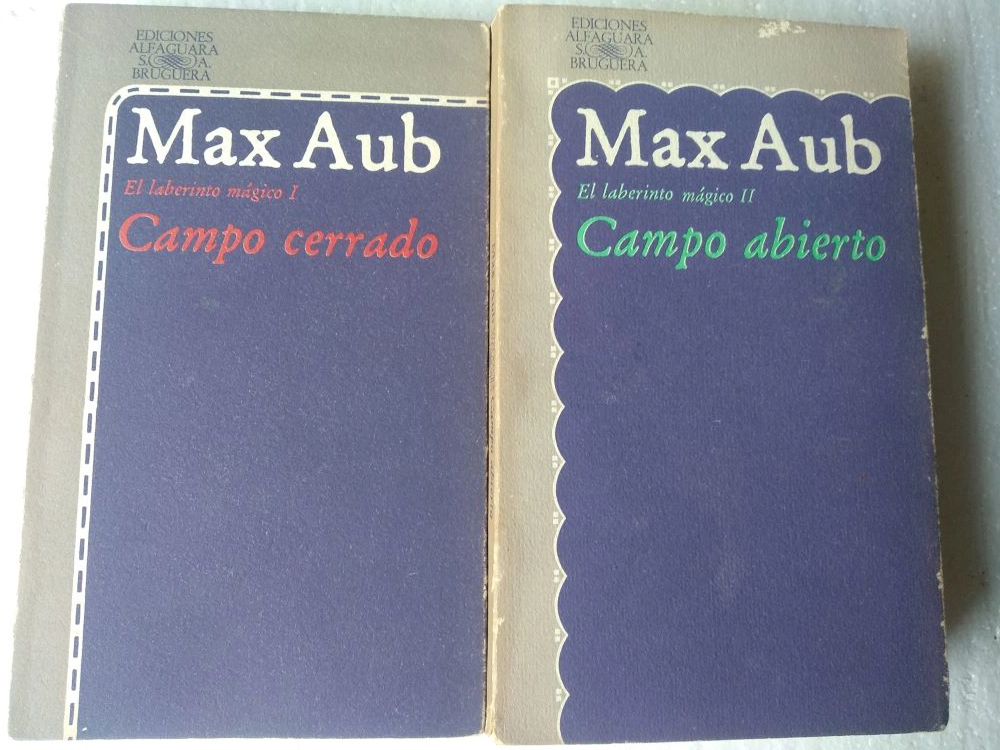 EDICIONES
ALFAGUARA
S. A.
BRUGUERA
Max Aub
El laberinto mágico I
Campo cerrado
EDICIONES
ALFAGUARA
S. A.
BRUGUERA
Max Aub
El laberinto mágico II
Campo abierto